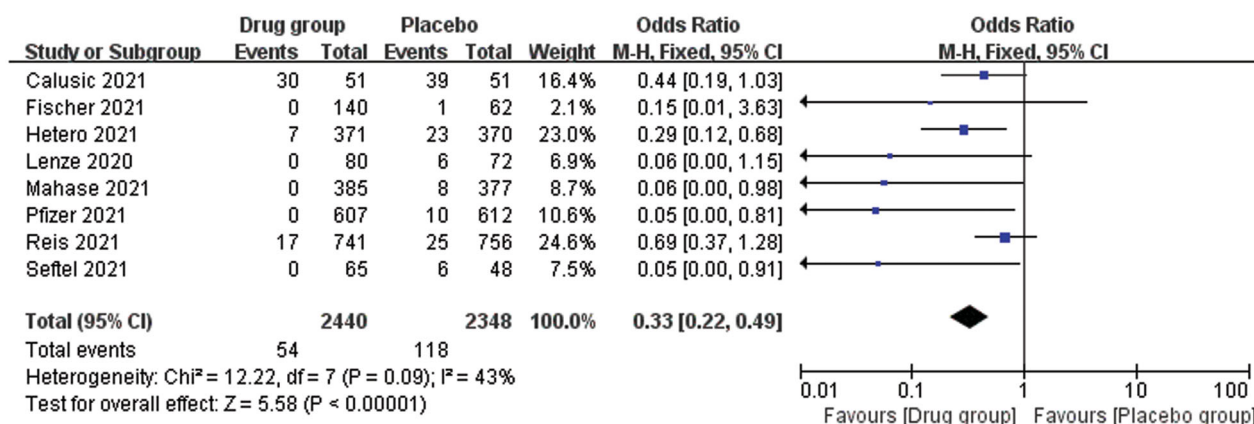 Drug group Placebo Odds Ratio Odds Ratio
Study or Subgroup Events Total Events Total Weight M-H, Fixed, 95% CI M-H, Fixed, 95% CI
Calusic 2021 30 51 39 51 16.4% 0.44 [0.19, 1.03]
Fischer 2021 0 140 1 62 2.1% 0.15 [0.01, 3.63]
Hetero 2021 7 371 23 370 23.0% 0.29 [0.12, 0.68]
Lenze 2020 0 80 6 72 6.9% 0.06 [0.00, 1.15]
Mahase 2021 0 385 8 377 8.7% 0.06 [0.00, 0.98]
Pfizer 2021 0 607 10 612 10.6% 0.05 [0.00, 0.81]
Reis 2021 17 741 25 756 24.6% 0.69 [0.37, 1.28]
Seftel 2021 0 65 6 48 7.5% 0.05 [0.00, 0.91]
Total (95% CI) 2440 2348 100.0% 0.33 [0.22, 0.49]
Total events 54 118
Heterogeneity: Chi² = 12.22, df = 7 (P = 0.09); I² = 43%
Test for overall effect: Z = 5.58 (P < 0.00001)
0.01 0.1 1 10 100
Favours [Drug group] Favours [Placebo group]